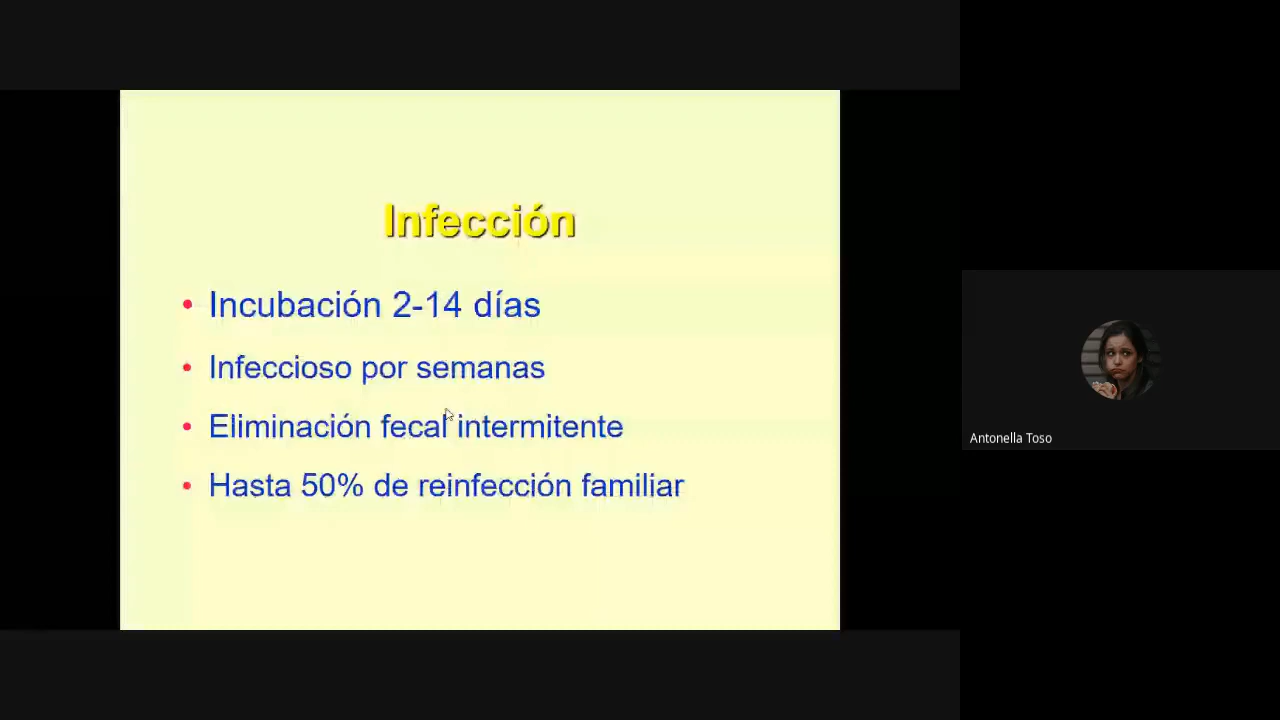 Infección
• Incubación 2-14 días
• Infeccioso por semanas
• Eliminación fecal intermitente
• Hasta 50% de reinfección familiar
Antonella Toso